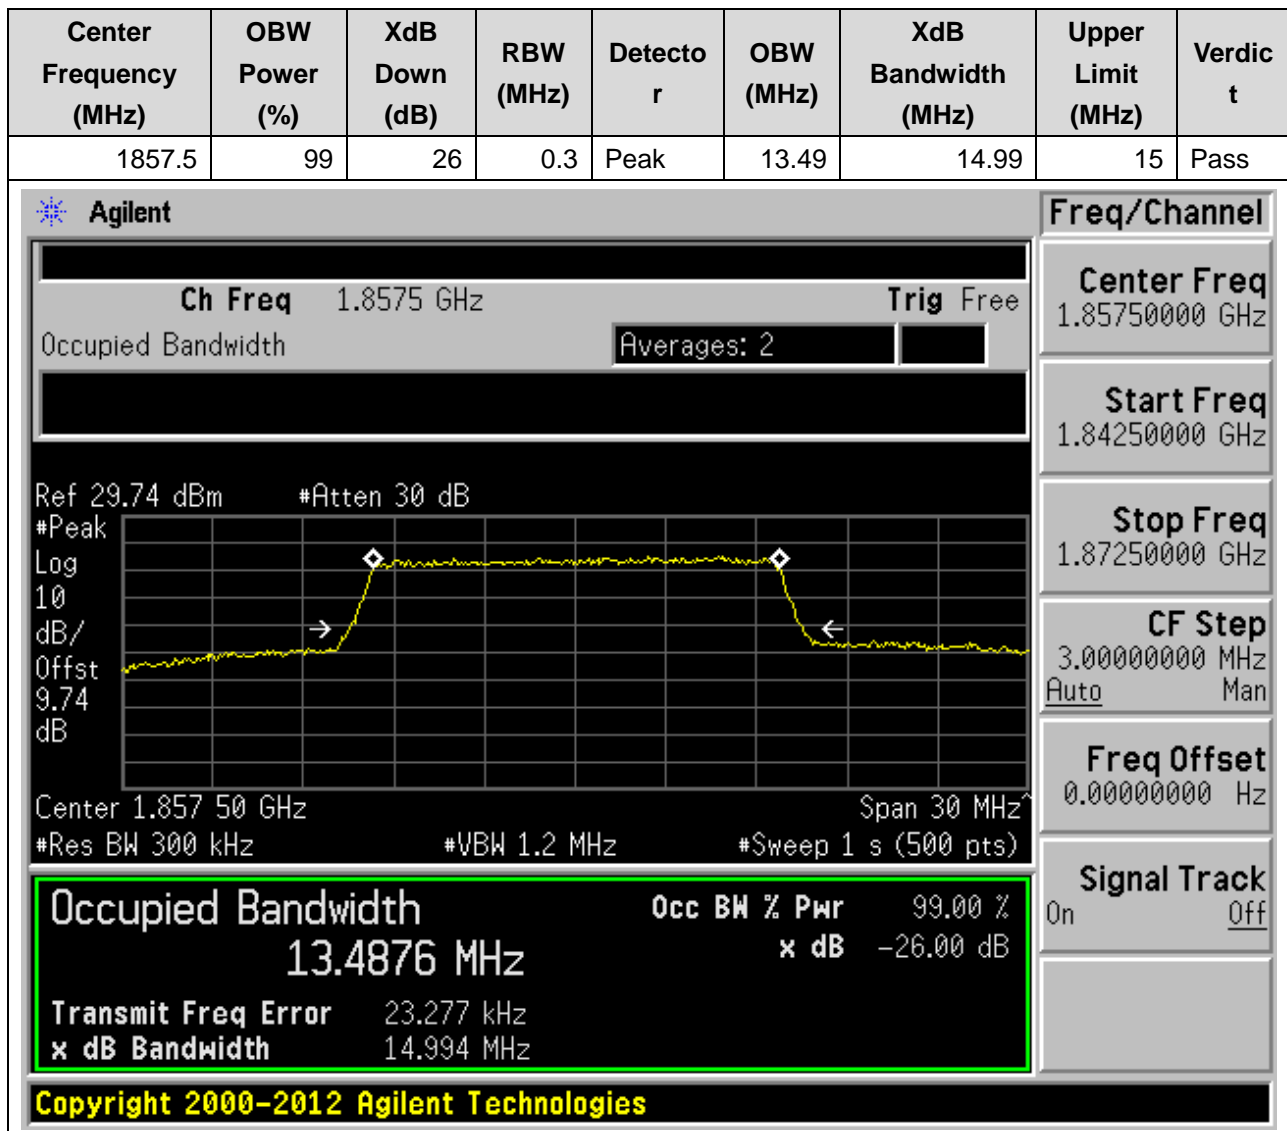 Center Frequency (MHz) OBW Power (%) XdB Down (dB) RBW (MHz) Detecto r OBW (MHz) XdB Bandwidth (MHz) Upper Limit (MHz) Verdic t
1857.5 99 26 0.3 Peak 13.49 14.99 15 Pass
Agilent
Freq/Channel
Ch Freq 1.8575 GHz Trig Free
Occupied Bandwidth Averages: 2
Center Freq
1.85750000 GHz
Start Freq
1.84250000 GHz
Stop Freq
1.87250000 GHz
CF Step
3.00000000 MHz
Auto Man
Freq Offset
0.00000000 Hz
Signal Track
On Off
Ref 29.74 dBm #Atten 30 dB
#Peak
Log
10
dB/
Offst
9.74
dB
Center 1.857 50 GHz Span 30 MHz^
#Res BW 300 kHz #VBW 1.2 MHz #Sweep 1 s (500 pts)
Occupied Bandwidth
13.4876 MHz
Occ BW % Pwr 99.00 %
x dB -26.00 dB
Transmit Freq Error 23.277 kHz
x dB Bandwidth 14.994 MHz
Copyright 2000-2012 Agilent Technologies